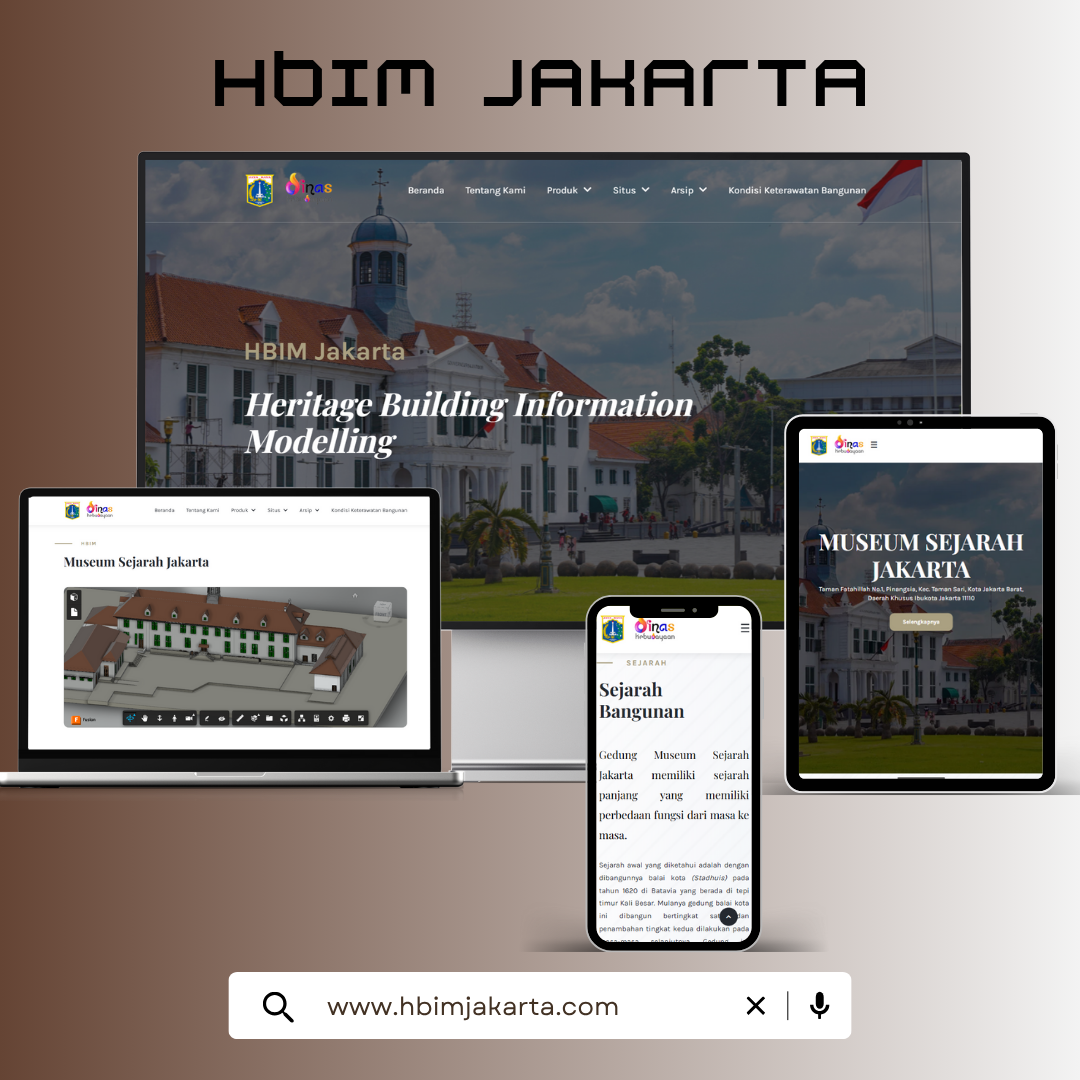 HbIM JAKARTA
Dinas
Beranda Tentang Kami Produk Situs Arsip Kondisi Keterawatan Bangunan
HBIM Jakarta
Heritage Building Information
Modelling
Dinas
kebudayaan
Beranda Tentang Kami Produk Situs Arsip Kondisi Keterawatan Bangunan
HBIM
Museum Sejarah Jakarta
Fusion
Dinas
kebudayaan
SEJARAH
Sejarah
Bangunan
Gedung Museum Sejarah
Jakarta memiliki sejarah
panjang yang memiliki
perbedaan fungsi dari masa ke
masa.
Sejarah awal yang diketahui adalah dengan
dibangunnya balai kota (Stadhuis) pada
tahun 1620 di Batavia yang berada di tepi
timur Kali Besar. Mulanya gedung balai kota
ini dibangun bertingkat dan
penambahan tingkat kedua dilakukan pada
Dinas
kebudayaan
MUSEUM SEJARAH
JAKARTA
Taman Fatahillah No.1, Pinangsia, Kec. Taman Sari, Kota Jakarta Barat,
Daerah Khusus Ibukota Jakarta 11110
Selengkapnya
www.hbimjakarta.com